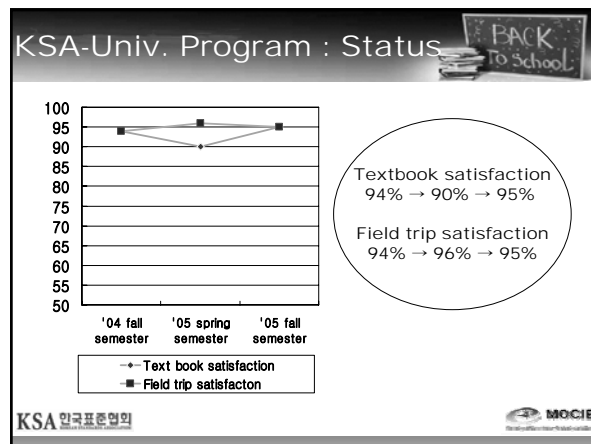 KSA-Univ. Program : Status
BACK
To School
100
95
90
85
80
75
70
65
60
55
50
'04 fall semester
'05 spring semester
'05 fall semester
Text book satisfaction
Field trip satisfacton
Textbook satisfaction
94% → 90% → 95%
Field trip satisfaction
94% → 96% → 95%
KSA 한국표준협회
MOCIE